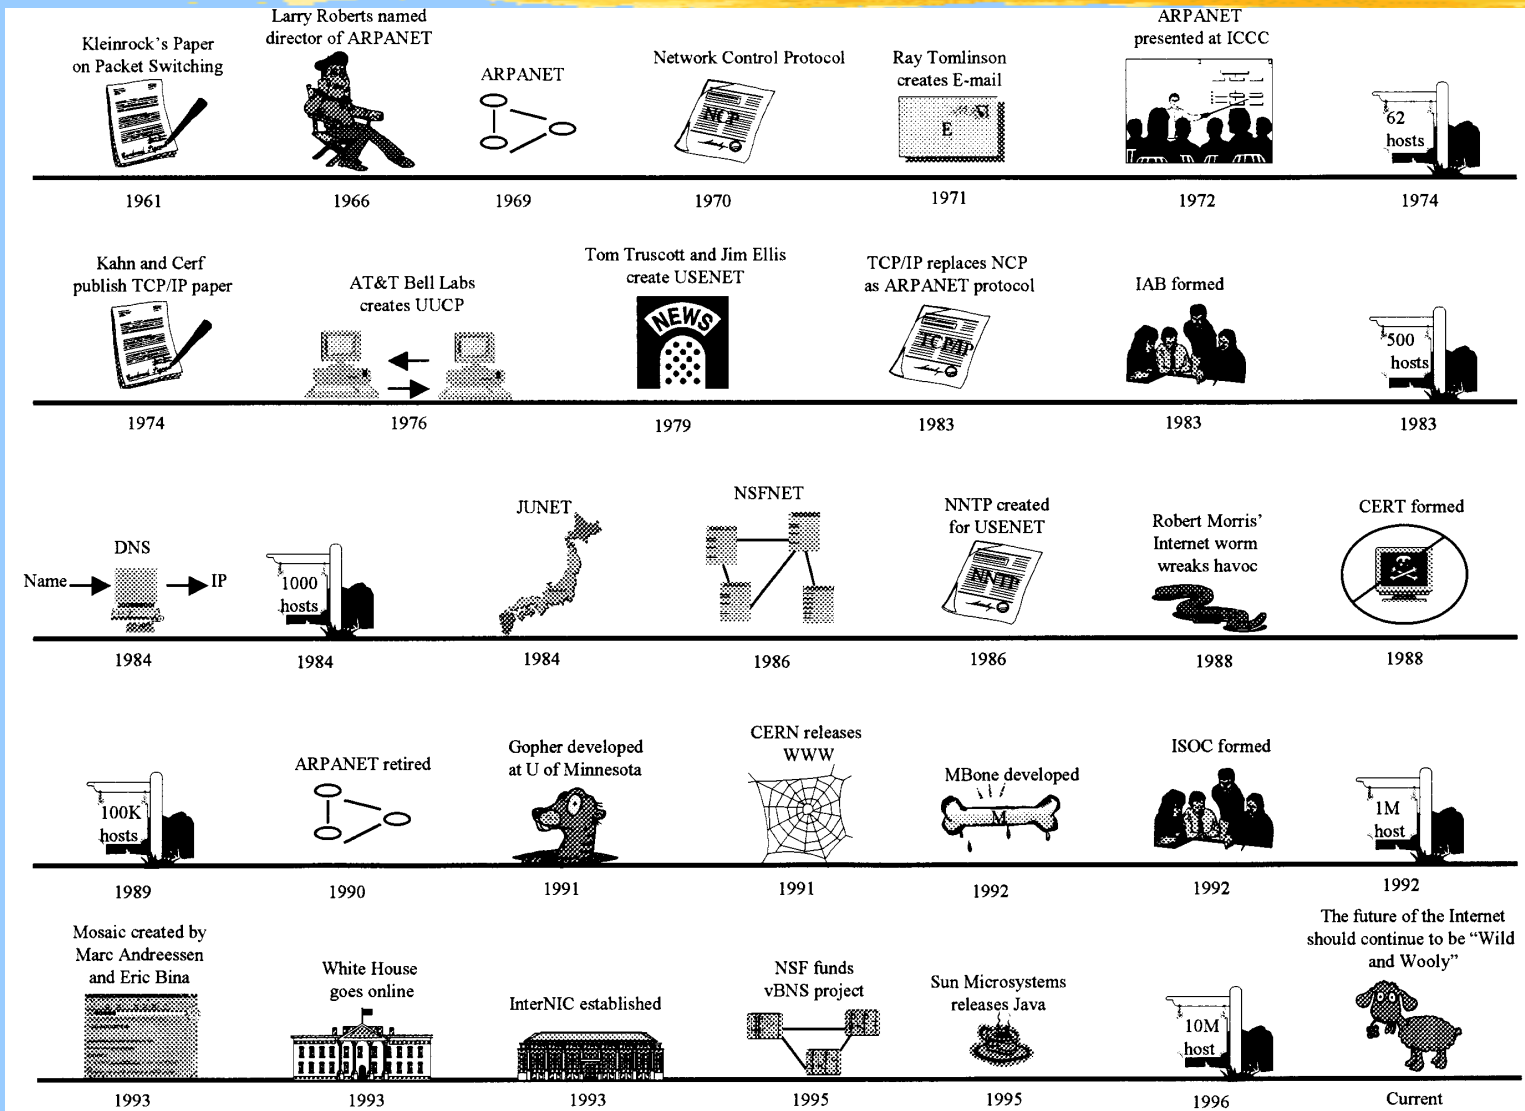 Kleinrock's Paper
on Packet Switching
1961
Larry Roberts named
director of ARPANET
1966
ARPANET
1969
Network Control Protocol
NCP
1970
Ray Tomlinson
creates E-mail
E
1971
ARPANET
presented at ICCC
1972
62
hosts
1974
Kahn and Cerf
publish TCP/IP paper
1974
AT&T Bell Labs
creates UUCP
1976
Tom Truscott and Jim Ellis
create USENET
NEWS
1979
TCP/IP replaces NCP
as ARPANET protocol
TCP/IP
1983
IAB formed
1983
500
hosts
1983
DNS
Name
IP
1984
1000
hosts
1984
JUNET
1984
NSFNET
1986
NNTP created
for USENET
NNTP
1986
Robert Morris'
Internet worm
wreaks havoc
1988
CERT formed
1988
100K
hosts
1989
ARPANET retired
1990
Gopher developed
at U of Minnesota
1991
CERN releases
WWW
1991
MBone developed
M
1992
ISOC formed
1992
1M
host
1992
Mosaic created by
Marc Andreessen
and Eric Bina
1993
White House
goes online
1993
InterNIC established
1993
NSF funds
vBNS project
1995
Sun Microsystems
releases Java
1995
10M
host
1996
The future of the Internet
should continue to be “Wild
and Wooly”
Current